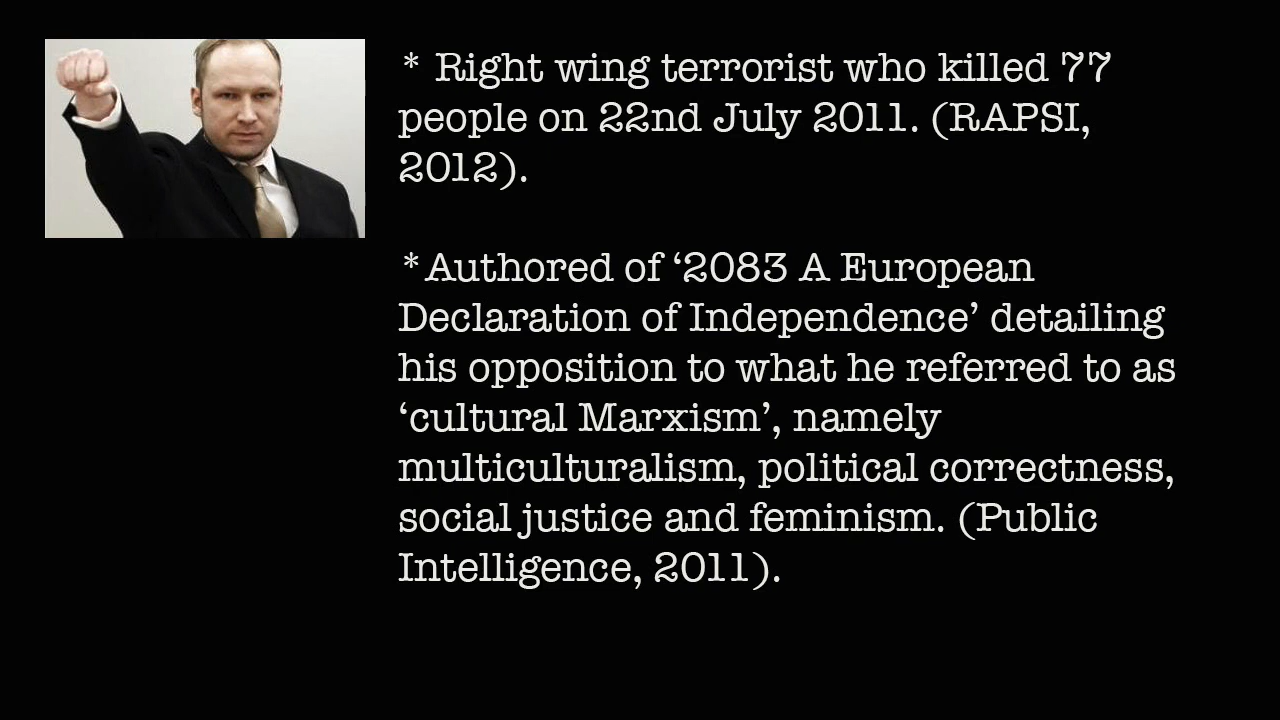 * Right wing terrorist who killed 77
people on 22nd July 2011. (RAPSI,
2012).
*Authored of ‘2083 A European
Declaration of Independence’ detailing
his opposition to what he referred to as
‘cultural Marxism’, namely
multiculturalism, political correctness,
social justice and feminism. (Public
Intelligence, 2011).